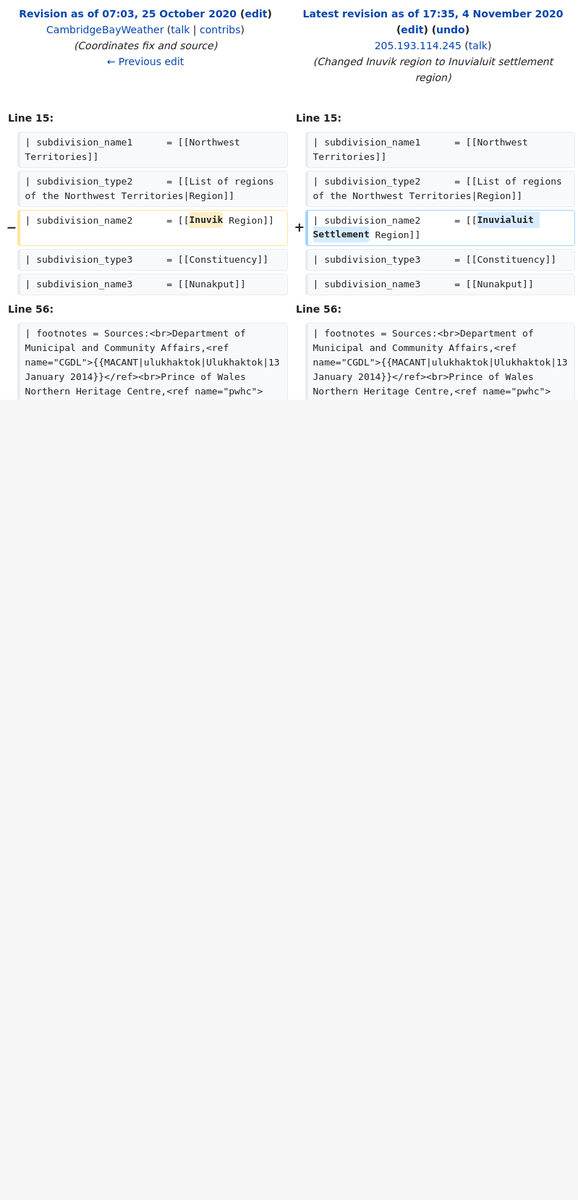 Revision as of 07:03, 25 October 2020 (edit)
CambridgeBayWeather (talk | contribs)
(Coordinates fix and source)
← Previous edit
Latest revision as of 17:35, 4 November 2020
(edit) (undo)
205.193.114.245 (talk)
(Changed Inuvik region to Inuvialuit settlement
region)
Line 15:
| subdivision_name1      = [[Northwest
Territories]]
| subdivision_type2      = [[List of regions
of the Northwest Territories|Region]]
− | subdivision_name2      = [[Inuvik Region]]
| subdivision_type3      = [[Constituency]]
| subdivision_name3      = [[Nunakput]]
Line 15:
| subdivision_name1      = [[Northwest
Territories]]
| subdivision_type2      = [[List of regions
of the Northwest Territories|Region]]
+ | subdivision_name2      = [[Inuvialuit
Settlement Region]]
| subdivision_type3      = [[Constituency]]
| subdivision_name3      = [[Nunakput]]
Line 56:
| footnotes = Sources:<br>Department of
Municipal and Community Affairs,<ref
name="CGDL">{{MACANT|ulukhaktok|Ulukhaktok|13
January 2014}}</ref><br>Prince of Wales
Northern Heritage Centre,<ref name="pwhc">
Line 56:
| footnotes = Sources:<br>Department of
Municipal and Community Affairs,<ref
name="CGDL">{{MACANT|ulukhaktok|Ulukhaktok|13
January 2014}}</ref><br>Prince of Wales
Northern Heritage Centre,<ref name="pwhc">